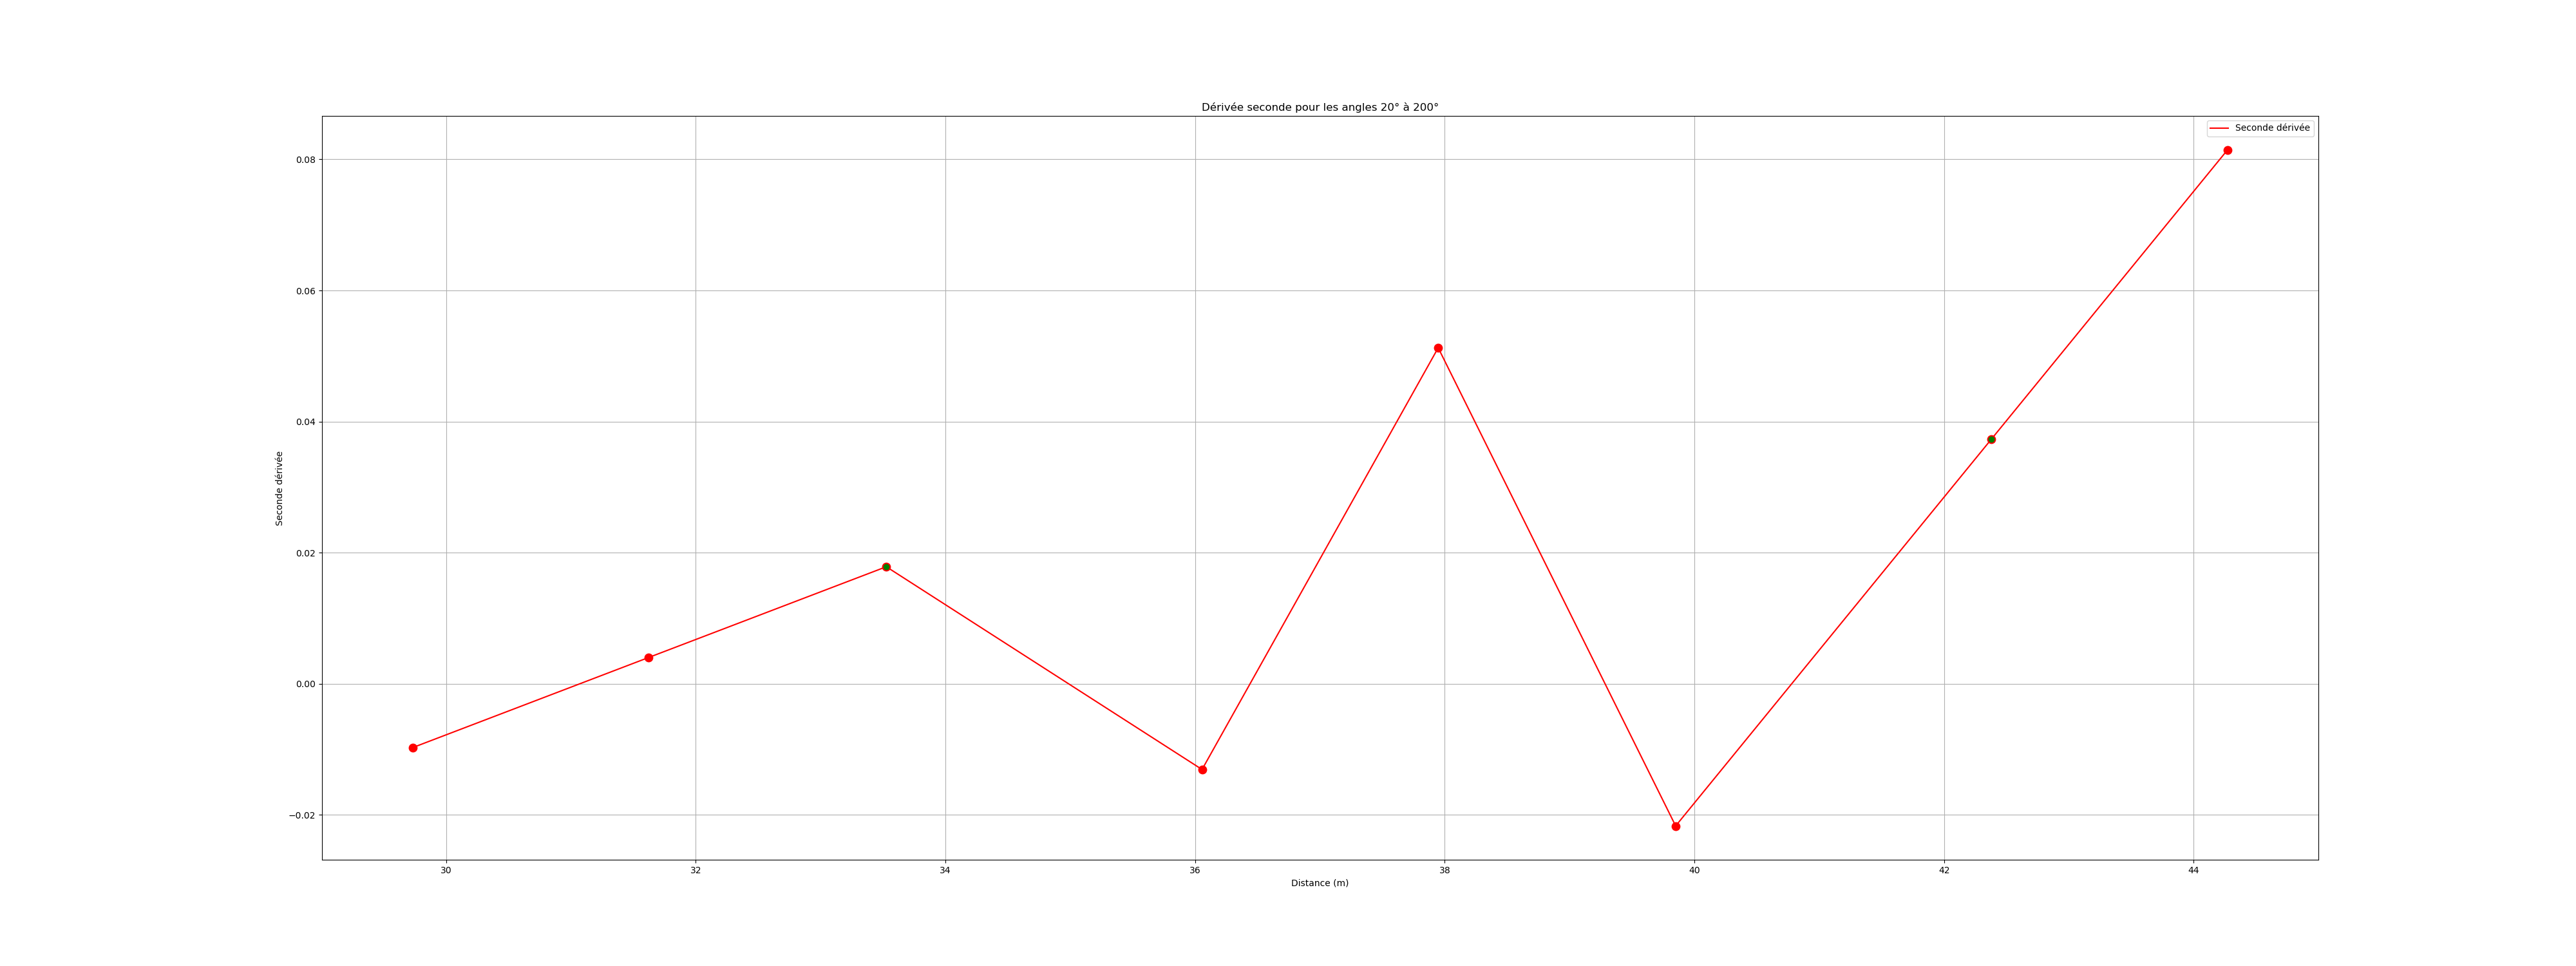 Dérivée seconde pour les angles 20° à 200°
Seconde dérivée
0.08
0.06
0.04
0.02
0.00
−0.02
Seconde dérivée
30 32 34 36 38 40 42 44
Distance (m)